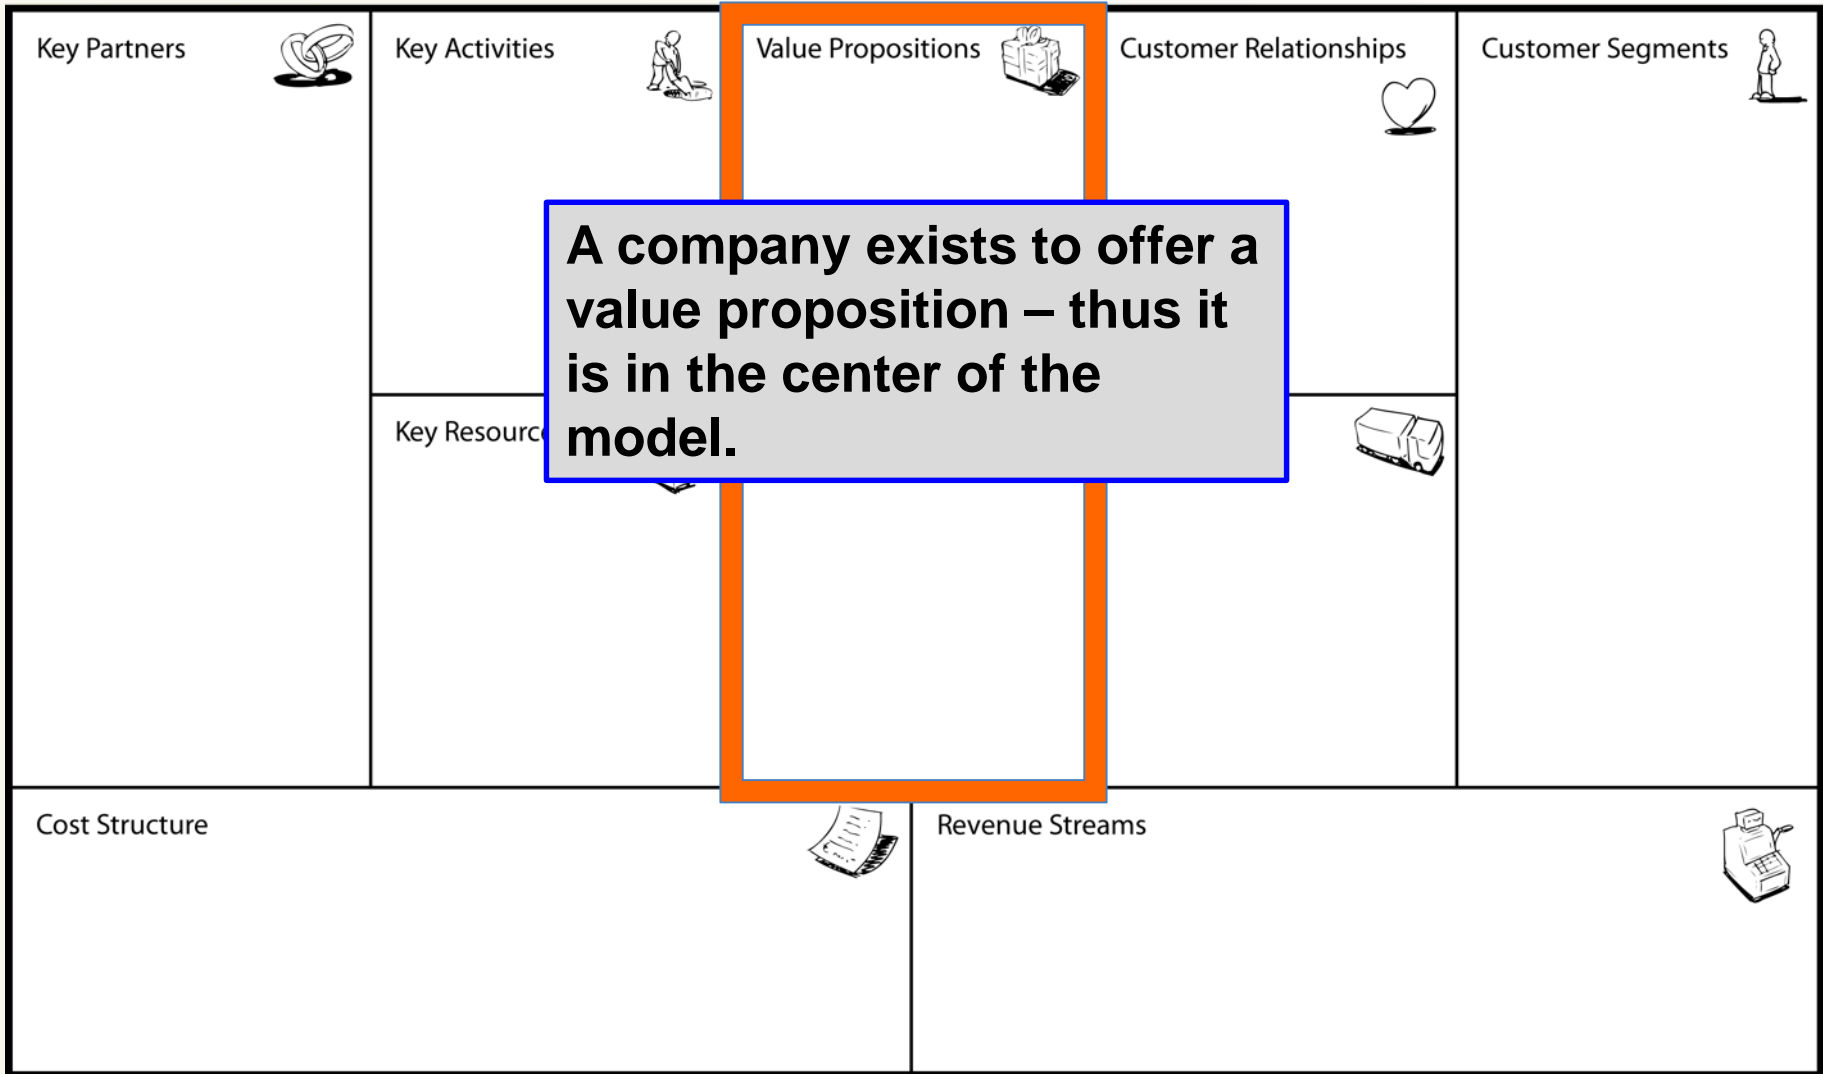 Key Partners
Key Activities
Value Propositions
Customer Relationships
Customer Segments
A company exists to offer a
value proposition – thus it
is in the center of the
model.
Key
Cost Structure
Revenue Streams